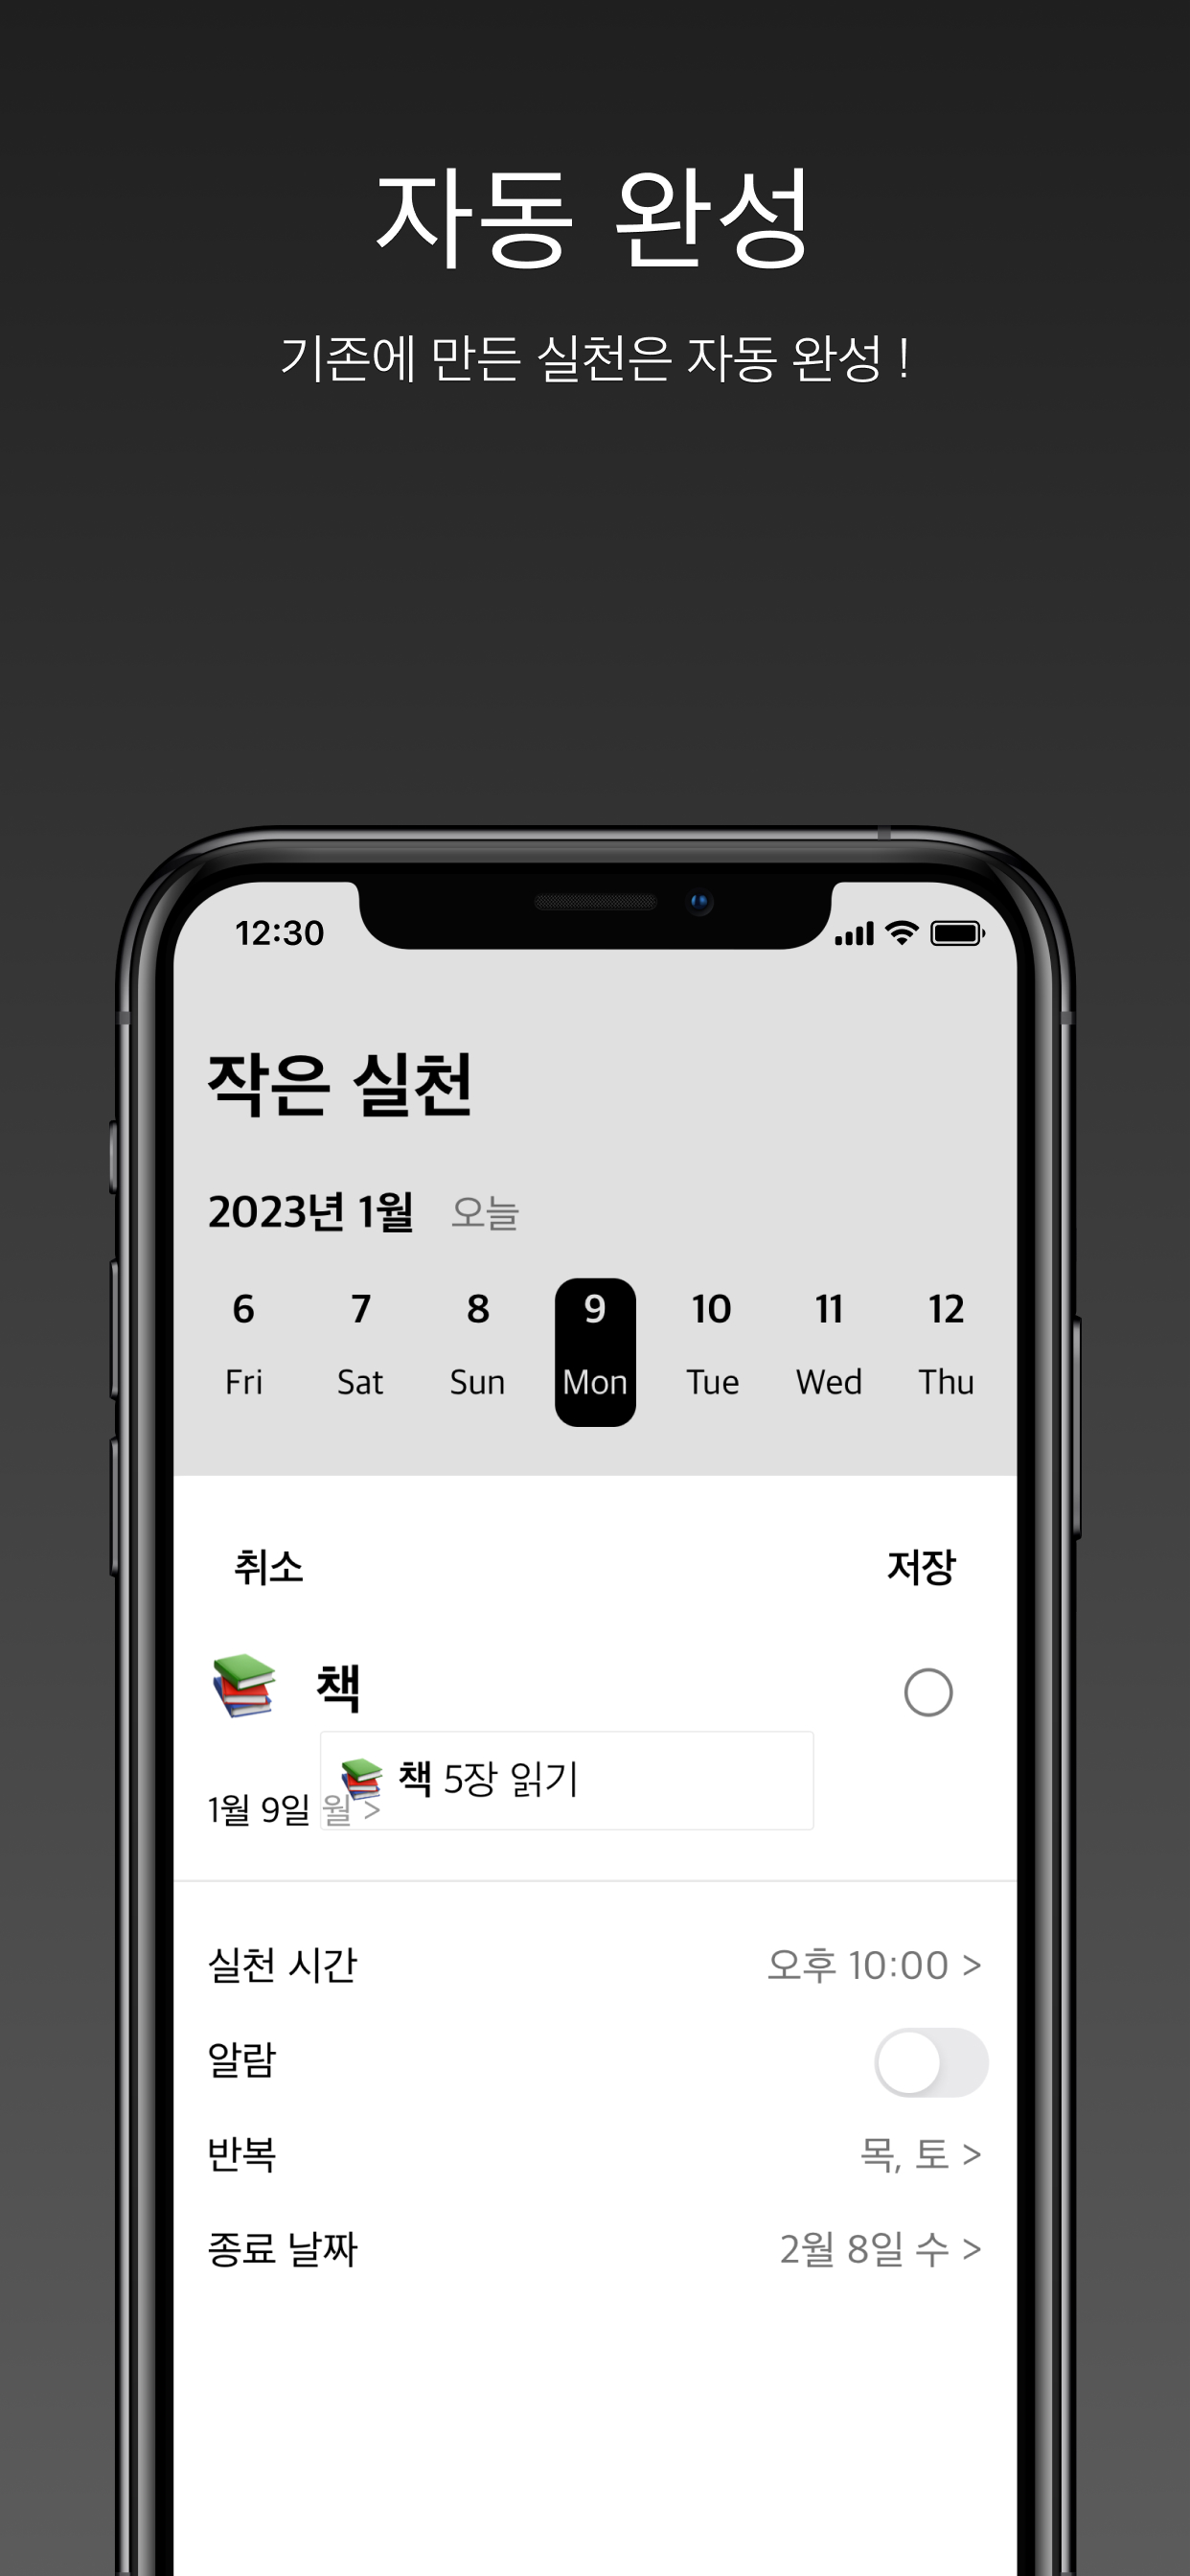 자동 완성
기존에 만든 실천은 자동 완성 !
12:30
작은 실천
2023년 1월 오늘
6 7 8 9 10 11 12
Fri Sat Sun Mon Tue Wed Thu
취소 저장
책
책 5장 읽기
1월 9일 월 >
실천 시간 오후 10:00 >
알람
반복 목, 토 >
종료 날짜 2월 8일 수 >